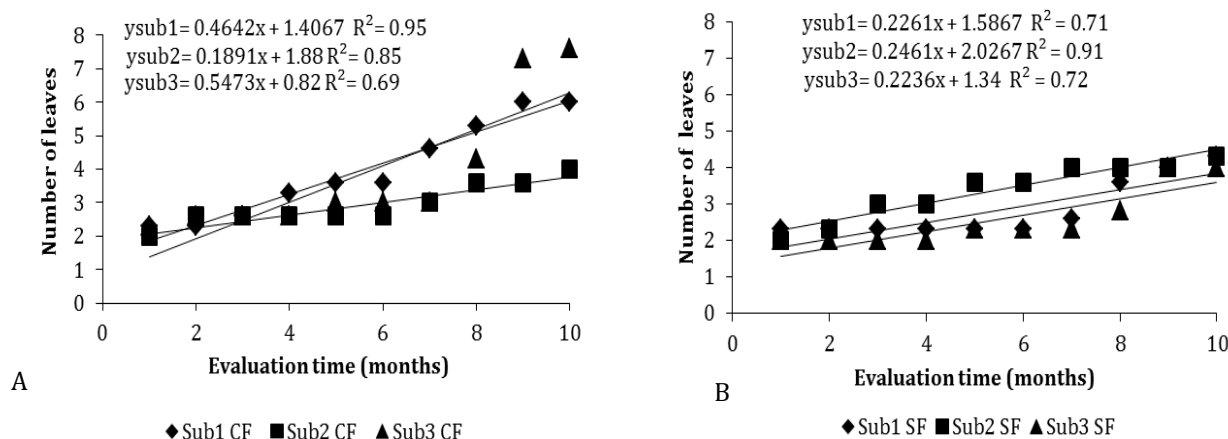 ysub1= 0.4642x + 1.4067 R² = 0.95
ysub2= 0.1891x + 1.88 R² = 0.85
ysub3= 0.5473x + 0.82 R² = 0.69
Number of leaves
8
7
6
5
4
3
2
1
0
0 2 4 6 8 10
Evaluation time (months)
A
◆ Sub1 CF ■ Sub2 CF ▲ Sub3 CF
ysub1= 0.2261x + 1.5867 R² = 0.71
ysub2= 0.2461x + 2.0267 R² = 0.91
ysub3= 0.2236x + 1.34 R² = 0.72
Number of leaves
8
7
6
5
4
3
2
1
0
0 2 4 6 8 10
Evaluation time (months)
B
◆ Sub1 SF ■ Sub2 SF ▲ Sub3 SF